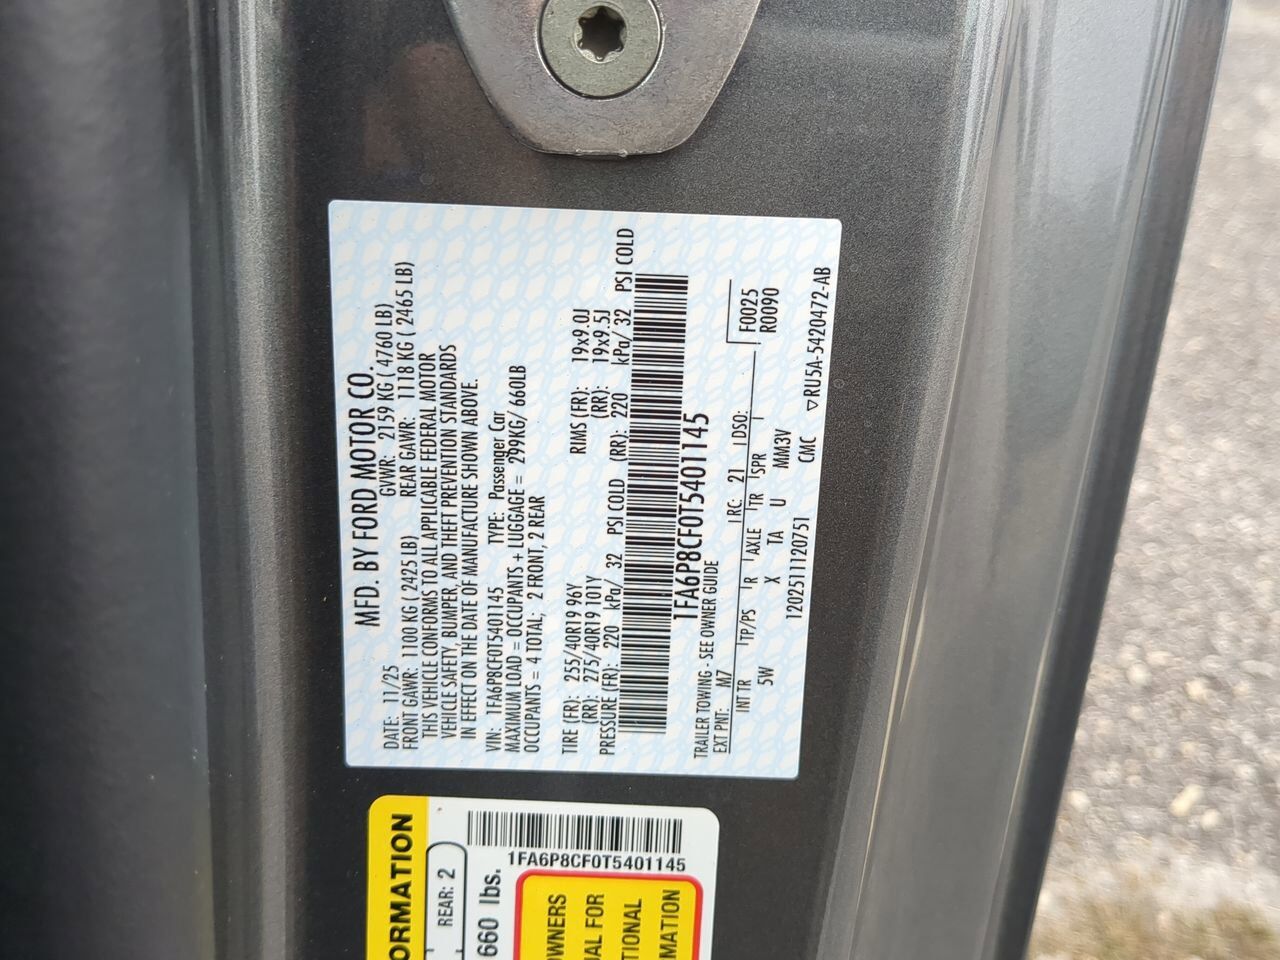 MFD. BY FORD MOTOR CO.
DATE: 11/25 GVWR: 2159 KG ( 4760 LB)
FRONT GAWR: 1100 KG ( 2425 LB) REAR GAWR: 1118 KG ( 2465 LB)
THIS VEHICLE CONFORMS TO ALL APPLICABLE FEDERAL MOTOR
VEHICLE SAFETY, BUMPER, AND THEFT PREVENTION STANDARDS
IN EFFECT ON THE DATE OF MANUFACTURE SHOWN ABOVE.
VIN: 1FA6P8CF0T5401145 TYPE: Passenger Car
MAXIMUM LOAD = OCCUPANTS + LUGGAGE = 299KG/ 660LB
OCCUPANTS = 4 TOTAL; 2 FRONT, 2 REAR
TIRE (FR): 255/40R19 96Y RIMS (FR): 19x9.0J
(RR): 275/40R19 101Y (RR): 19x9.5J
PRESSURE (FR): 220 kPa/ 32 PSI COLD (RR): 220 kPa/ 32 PSI COLD
1FA6P8CF0T5401145
TRAILER TOWING - SEE OWNER GUIDE
EXT PNT: M7 RC: 21 DSO: F0025
R0090
INT TR TP/PS R AXLE TR SPR
5W X TA U MM3V
12025111120751 CMC ▽RU5A-5420472-AB
ORMATION
REAR: 2
660 lbs.
1FA6P8CF0T5401145
OWNERS
UAL FOR
TIONAL
MATION